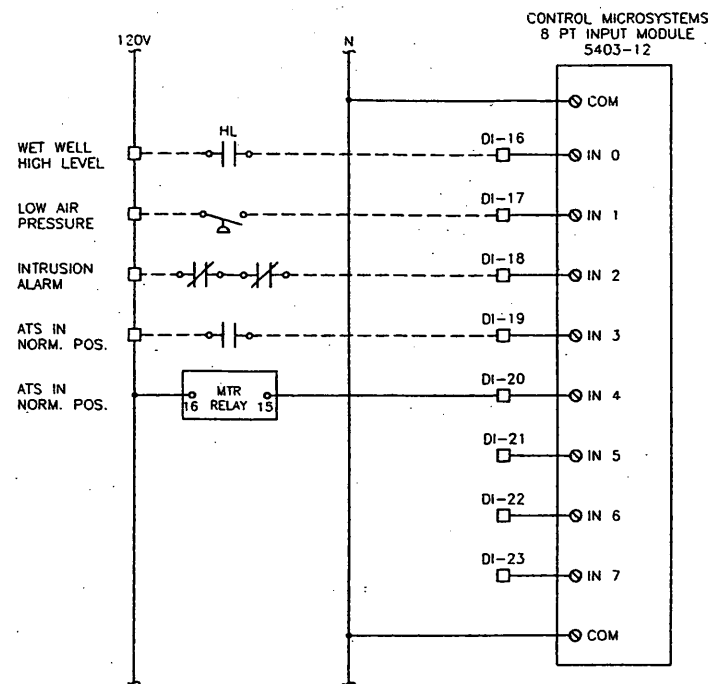 CONTROL MICROSYSTEMS
8 PT INPUT MODULE
5403-12
120V
N
COM
WET WELL
HIGH LEVEL
HL
DI-16
IN 0
LOW AIR
PRESSURE
DI-17
IN 1
INTRUSION
ALARM
DI-18
IN 2
ATS IN
NORM. POS.
DI-19
IN 3
ATS IN
NORM. POS.
MTR
16 RELAY 15
DI-20
IN 4
DI-21
IN 5
DI-22
IN 6
DI-23
IN 7
COM